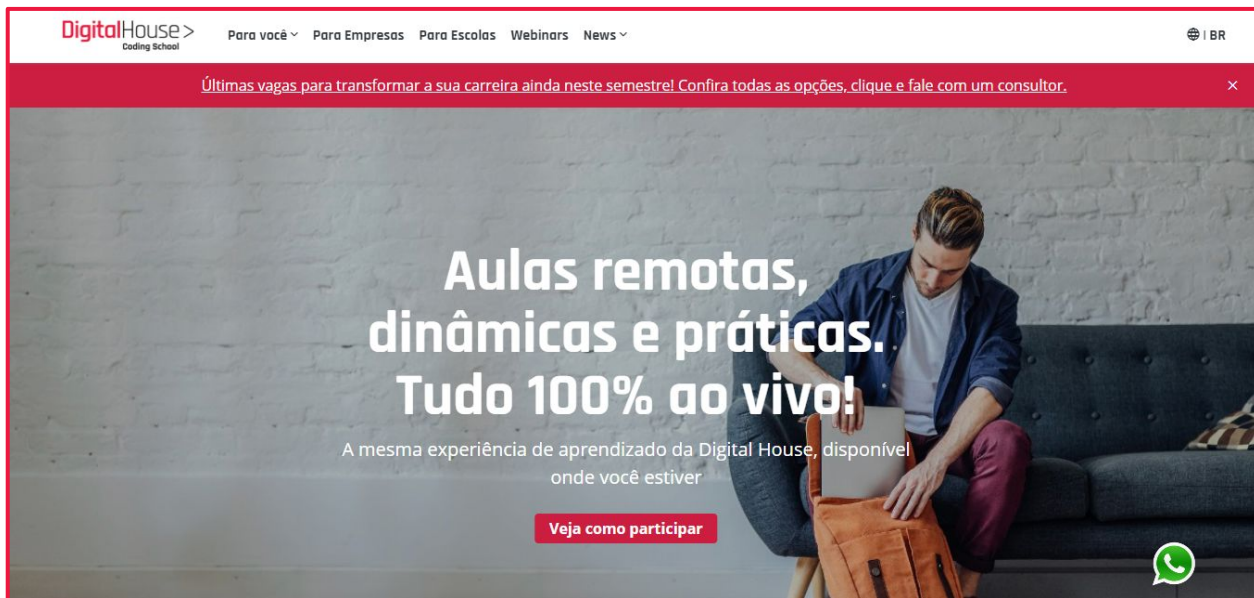 DigitalHouse>
Coding School
Para você Para Empresas Para Escolas Webinars News
| BR
Últimas vagas para transformar a sua carreira ainda neste semestre! Confira todas as opções, clique e fale com um consultor.
Aulas remotas,
dinâmicas e práticas.
Tudo 100% ao vivo!
A mesma experiência de aprendizado da Digital House, disponível
onde você estiver
Veja como participar